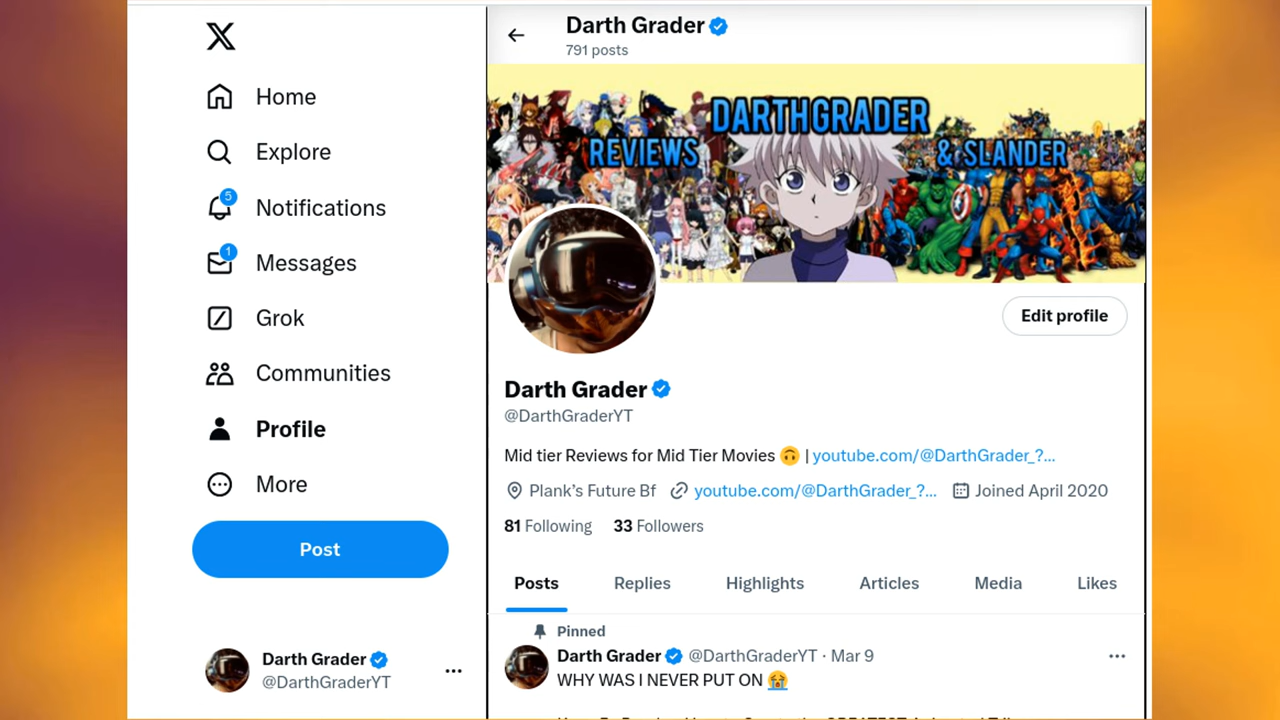 Home
Explore
5
Notifications
1
Messages
Grok
Communities
Profile
More
Post
Darth Grader
@DarthGraderYT
Darth Grader
791 posts
DARTHGRADER
REVIEWS
& SLANDER
Edit profile
Darth Grader
@DarthGraderYT
Mid tier Reviews for Mid Tier Movies 🙃 | youtube.com/@DarthGrader_?...
Plank's Future Bf youtube.com/@DarthGrader_?... Joined April 2020
81 Following 33 Followers
Posts Replies Highlights Articles Media Likes
Pinned
Darth Grader @DarthGraderYT · Mar 9
WHY WAS I NEVER PUT ON 😭